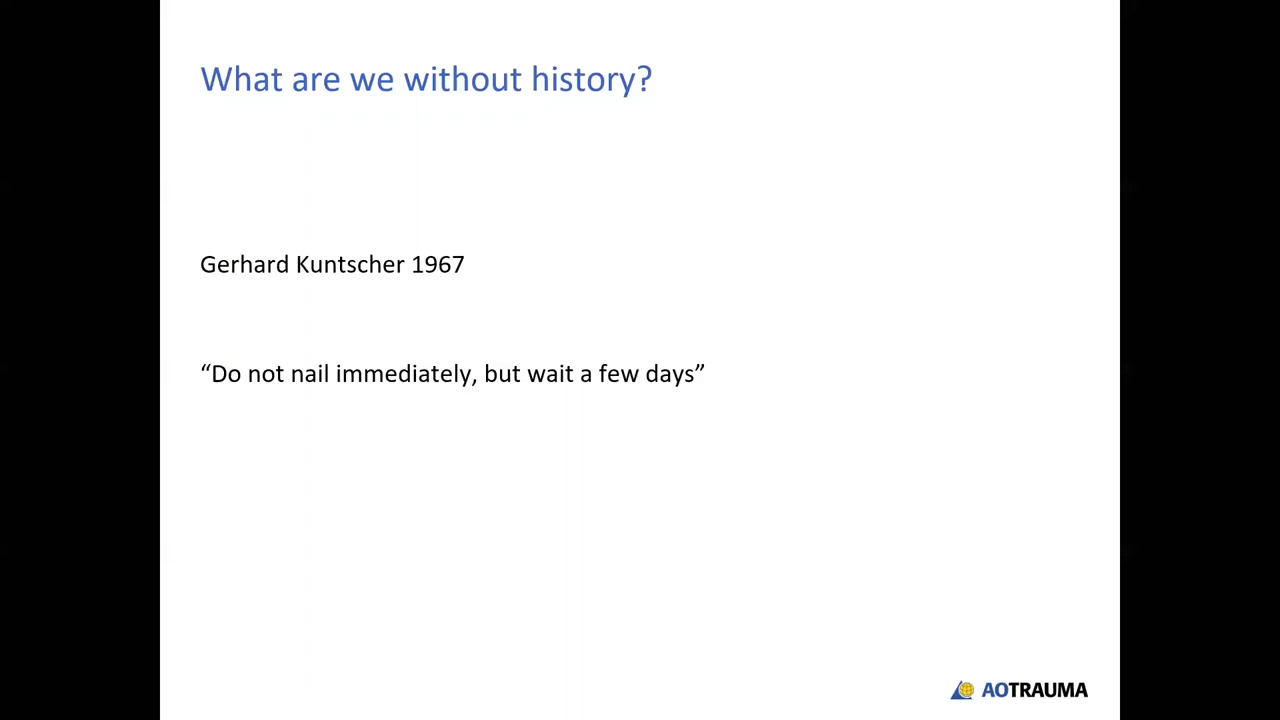 What are we without history?
Gerhard Kuntscher 1967
“Do not nail immediately, but wait a few days”
AOTRAUMA